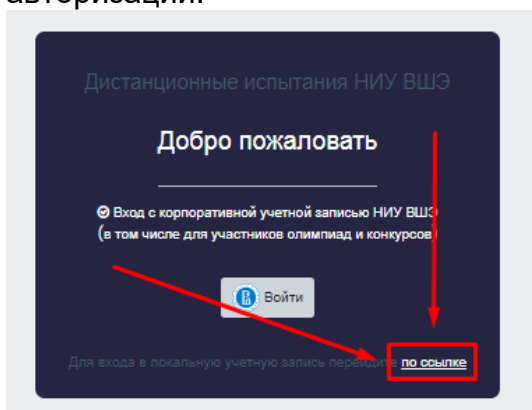 авторизации.
Дистанционные испытания НИУ ВШЭ
Добро пожаловать
Вход с корпоративной учетной записью НИУ ВШЭ
(в том числе для участников олимпиад и конкурсов)
Войти
Для входа в локальную учетную запись перейдите по ссылке